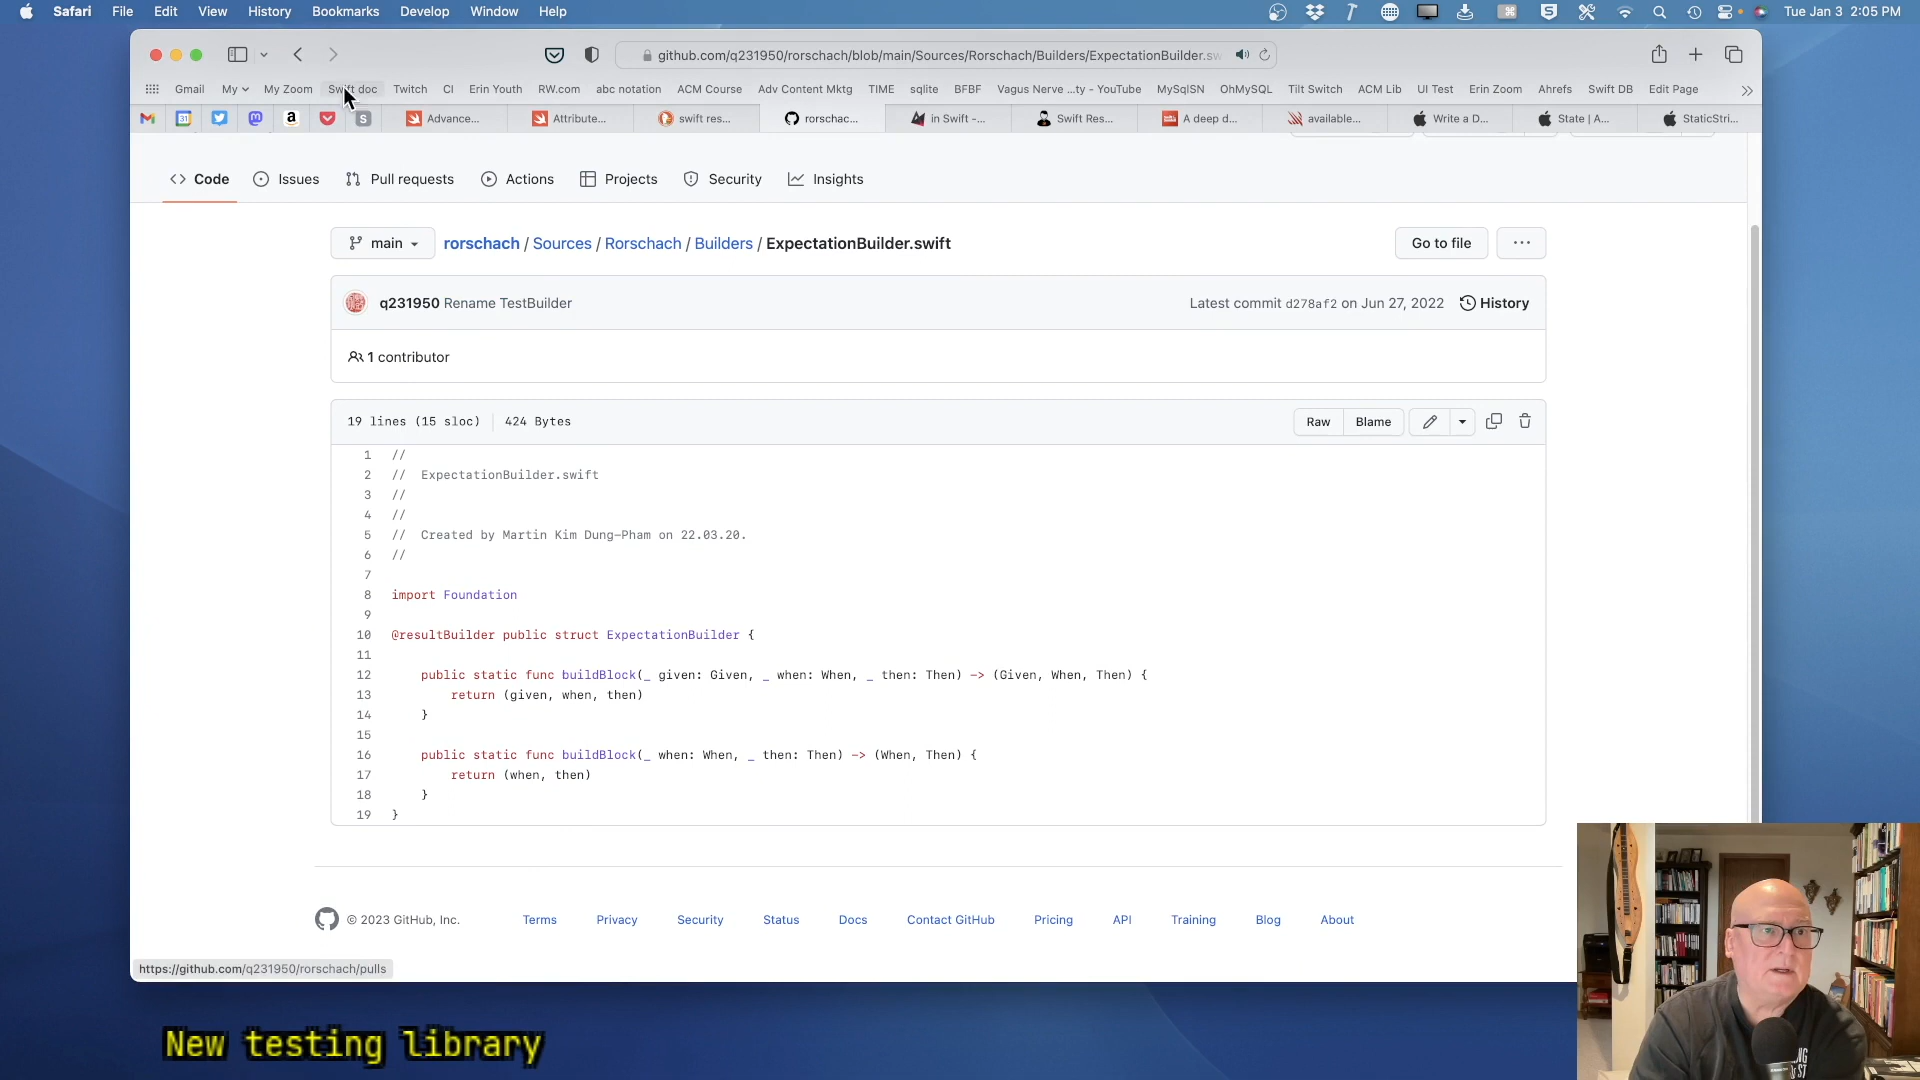 Safari File Edit View History Bookmarks Develop Window Help Tue Jan 3 2:05 PM
github.com/q231950/rorschach/blob/main/Sources/Rorschach/Builders/ExpectationBuilder.sw
Gmail My My Zoom Swift doc Twitch CI Erin Youth RW.com abc notation ACM Course Adv Content Mktg TIME sqlite BFBF Vagus Nerve ...ty - YouTube MySQlSN OhMySQL Tilt Switch ACM Lib UI Test Erin Zoom Ahrefs Swift DB Edit Page
Advance... Attribute... swift res... rorschac... in Swift -... Swift Res... A deep d... available... Write a D... State | A... StaticStri...
Code Issues Pull requests Actions Projects Security Insights
main rorschach / Sources / Rorschach / Builders / ExpectationBuilder.swift Go to file ...
q231950 Rename TestBuilder Latest commit d278af2 on Jun 27, 2022 History
1 contributor
19 lines (15 sloc) 424 Bytes Raw Blame
1 //
2 //  ExpectationBuilder.swift
3 //
4 //
5 //  Created by Martin Kim Dung-Pham on 22.03.20.
6 //
7
8 import Foundation
9
10 @resultBuilder public struct ExpectationBuilder {
11
12     public static func buildBlock(_ given: Given, _ when: When, _ then: Then) -> (Given, When, Then) {
13         return (given, when, then)
14     }
15
16     public static func buildBlock(_ when: When, _ then: Then) -> (When, Then) {
17         return (when, then)
18     }
19 }
© 2023 GitHub, Inc. Terms Privacy Security Status Docs Contact GitHub Pricing API Training Blog About
https://github.com/q231950/rorschach/pulls
New testing library